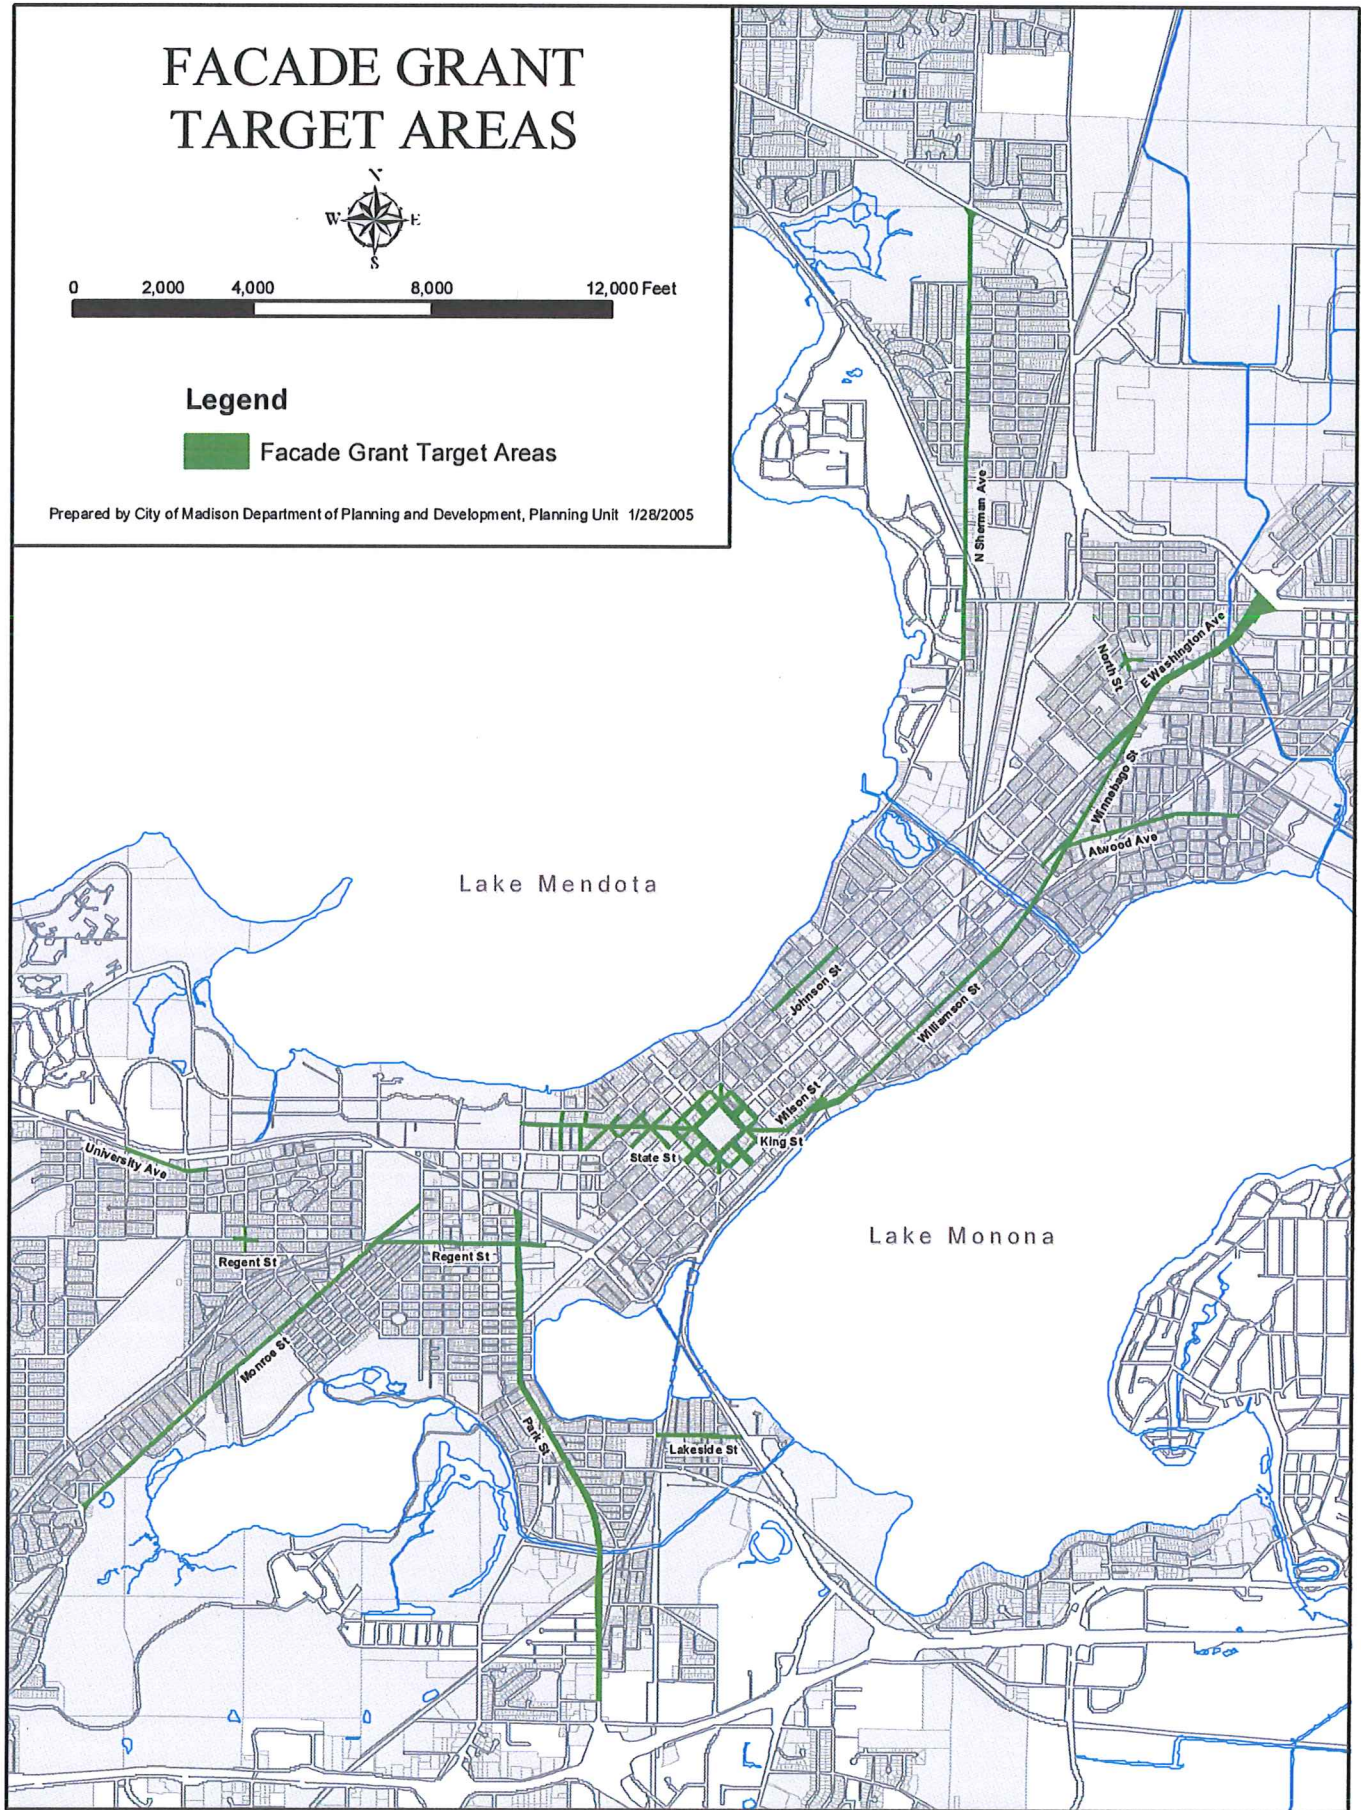 FACADE GRANT
TARGET AREAS
N
W E
S
0 2,000 4,000 8,000 12,000 Feet
Legend
Facade Grant Target Areas
Prepared by City of Madison Department of Planning and Development, Planning Unit 1/28/2005
N Sherman Ave
North St
E Washington Ave
Winnebago St
Atwood Ave
Lake Mendota
Johnson St
Williamson St
Wilson St
King St
State St
University Ave
Regent St
Regent St
Lake Monona
Monroe St
Park St
Lakeside St